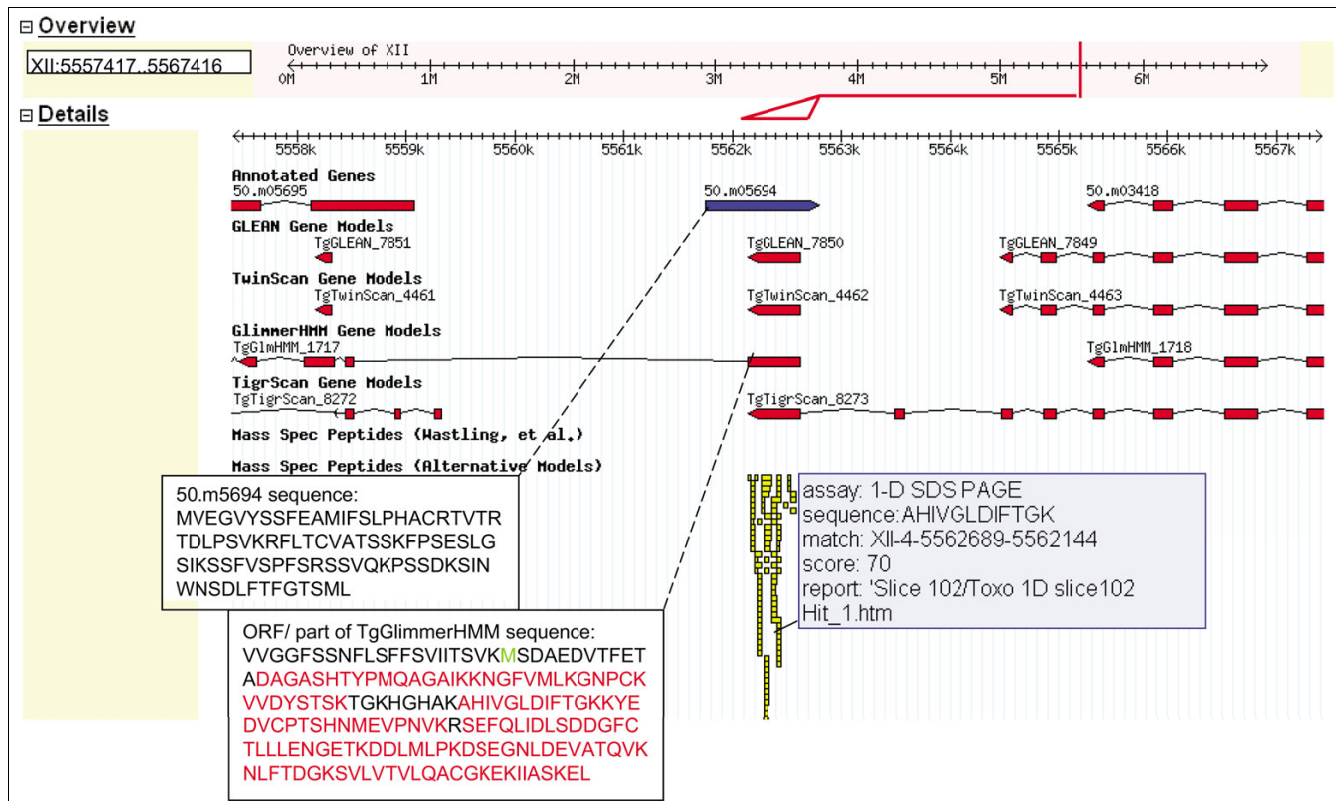 Overview
XII:5557417..5567416
Overview of XII
0M 1M 2M 3M 4M 5M 6M
Details
5558k 5559k 5560k 5561k 5562k 5563k 5564k 5565k 5566k 5567k
Annotated Genes
50.m05695 50.m05694 50.m03418
GLEAN Gene Models
TgGLEAN_7851 TgGLEAN_7850 TgGLEAN_7849
TwinScan Gene Models
TgTwinScan_4461 TgTwinScan_4462 TgTwinScan_4463
GlimmerHMM Gene Models
TgGlmHMM_1717 TgGlmHMM_1718
TigrScan Gene Models
TgTigrScan_8272 TgTigrScan_8273
Mass Spec Peptides (Wastling, et al.)
Mass Spec Peptides (Alternative Models)
50.m5694 sequence:
MVEGVYSSFEAMIFSLPHACRTVTR
TDLPSVKRFLTCVATSSKFPSESLG
SIKSSFVSPFSRSSVQKPSSDKSIN
WNSDLFTFGTSML
assay: 1-D SDS PAGE
sequence:AHIVGLDIFTGK
match: XII-4-5562689-5562144
score: 70
report: 'Slice 102/Toxo 1D slice102
Hit_1.htm
ORF/ part of TgGlimmerHMM sequence:
VVGGFSSNFLSFFSVIITSVKMSDAEDVTFET
ADAGASHTYPMQAGAIKKNGFVMLKGNPCK
VVDYSTSKTGKHGHAKAHIVGLDIFTGKKYE
DVCPTSHNMEVPNVKRSEFQLIDLSDDGFC
TLLLENGETKDDLMLPKDSEGNLDEVATQVK
NLFTDGKSVLVTVLQACGKEKIIASKEL